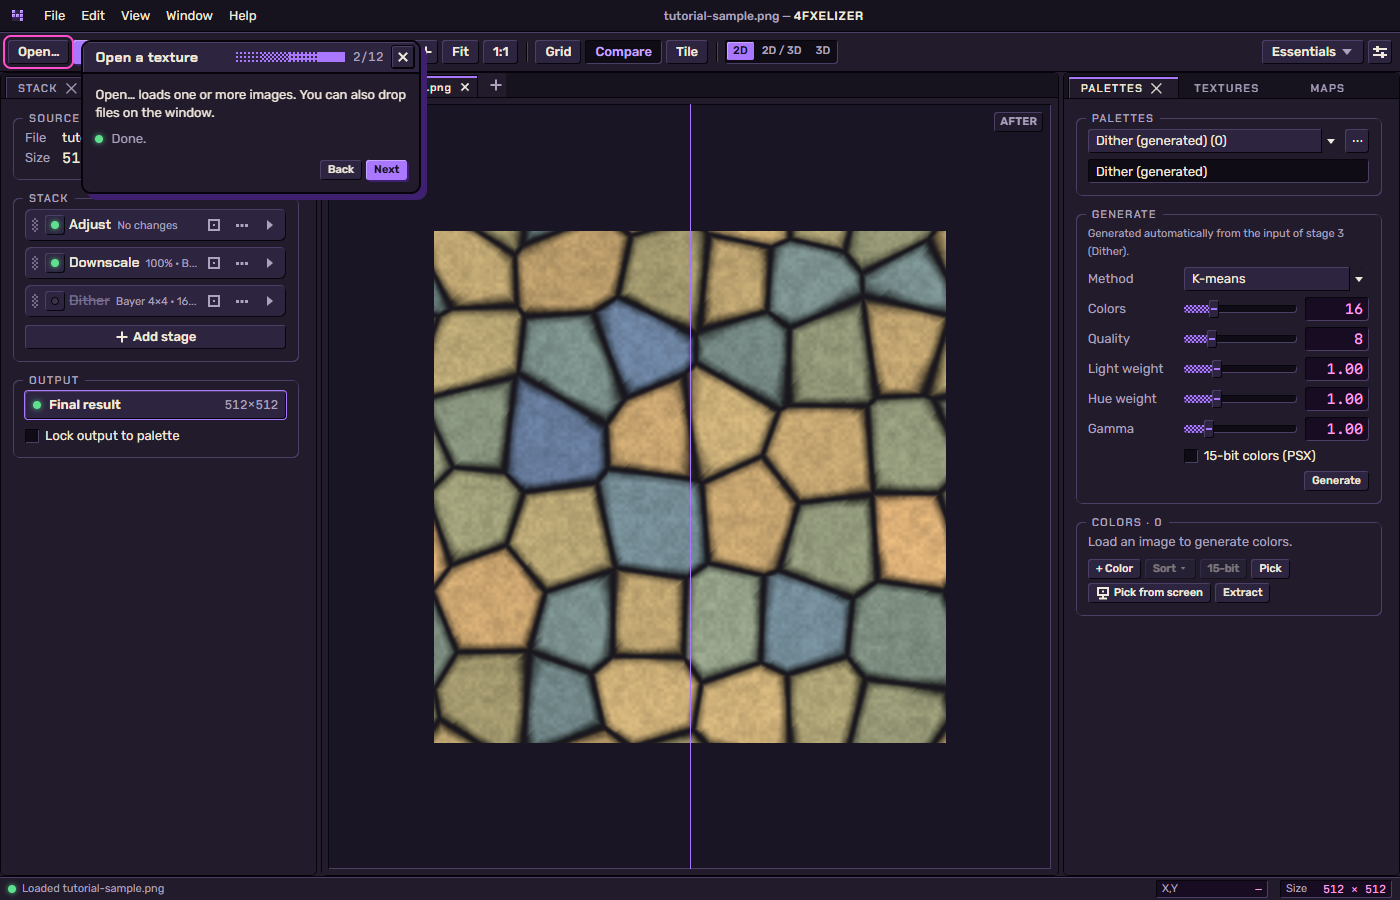 File Edit View Window Help
tutorial-sample.png — 4FXELIZER
Open...
Fit 1:1 Grid Compare Tile 2D 2D / 3D 3D
Essentials
Open a texture 2/12
Open... loads one or more images. You can also drop
files on the window.
Done.
Back Next
STACK
.png
SOURCE
File
Size
STACK
Adjust No changes
Downscale 100% • B...
Dither Bayer 4×4 • 16...
+ Add stage
OUTPUT
Final result 512×512
Lock output to palette
AFTER
PALETTES TEXTURES MAPS
PALETTES
Dither (generated) (0)
Dither (generated)
GENERATE
Generated automatically from the input of stage 3
(Dither).
Method K-means
Colors 16
Quality 8
Light weight 1.00
Hue weight 1.00
Gamma 1.00
15-bit colors (PSX)
Generate
COLORS · 0
Load an image to generate colors.
+ Color Sort 15-bit Pick
Pick from screen Extract
Loaded tutorial-sample.png
X,Y — Size 512 × 512